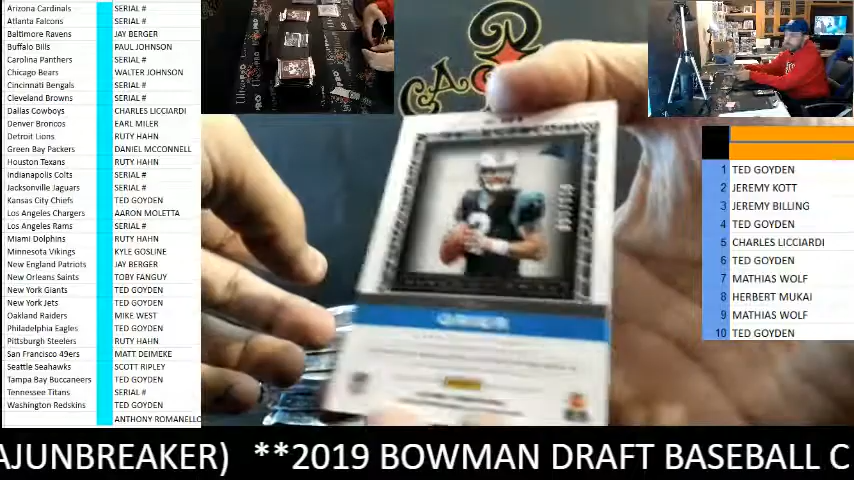 Arizona Cardinals SERIAL #
Atlanta Falcons SERIAL #
Baltimore Ravens JAY BERGER
Buffalo Bills PAUL JOHNSON
Carolina Panthers SERIAL #
Chicago Bears WALTER JOHNSON
Cincinnati Bengals SERIAL #
Cleveland Browns SERIAL #
Dallas Cowboys CHARLES LICCIARDI
Denver Broncos EARL MILER
Detroit Lions RUTY HAHN
Green Bay Packers DANIEL MCCONNELL
Houston Texans RUTY HAHN
Indianapolis Colts SERIAL #
Jacksonville Jaguars SERIAL #
Kansas City Chiefs TED GOYDEN
Los Angeles Chargers AARON MOLETTA
Los Angeles Rams SERIAL #
Miami Dolphins RUTY HAHN
Minnesota Vikings KYLE GOSLINE
New England Patriots JAY BERGER
New Orleans Saints TOBY FANGUY
New York Giants TED GOYDEN
New York Jets TED GOYDEN
Oakland Raiders MIKE WEST
Philadelphia Eagles TED GOYDEN
Pittsburgh Steelers RUTY HAHN
San Francisco 49ers MATT DEIMEKE
Seattle Seahawks SCOTT RIPLEY
Tampa Bay Buccaneers TED GOYDEN
Tennessee Titans SERIAL #
Washington Redskins TED GOYDEN
ANTHONY ROMANELLO
CA
1 TED GOYDEN
2 JEREMY KOTT
3 JEREMY BILLING
4 TED GOYDEN
5 CHARLES LICCIARDI
6 TED GOYDEN
7 MATHIAS WOLF
8 HERBERT MUKAI
9 MATHIAS WOLF
10 TED GOYDEN
AJUNBREAKER) **2019 BOWMAN DRAFT BASEBALL C